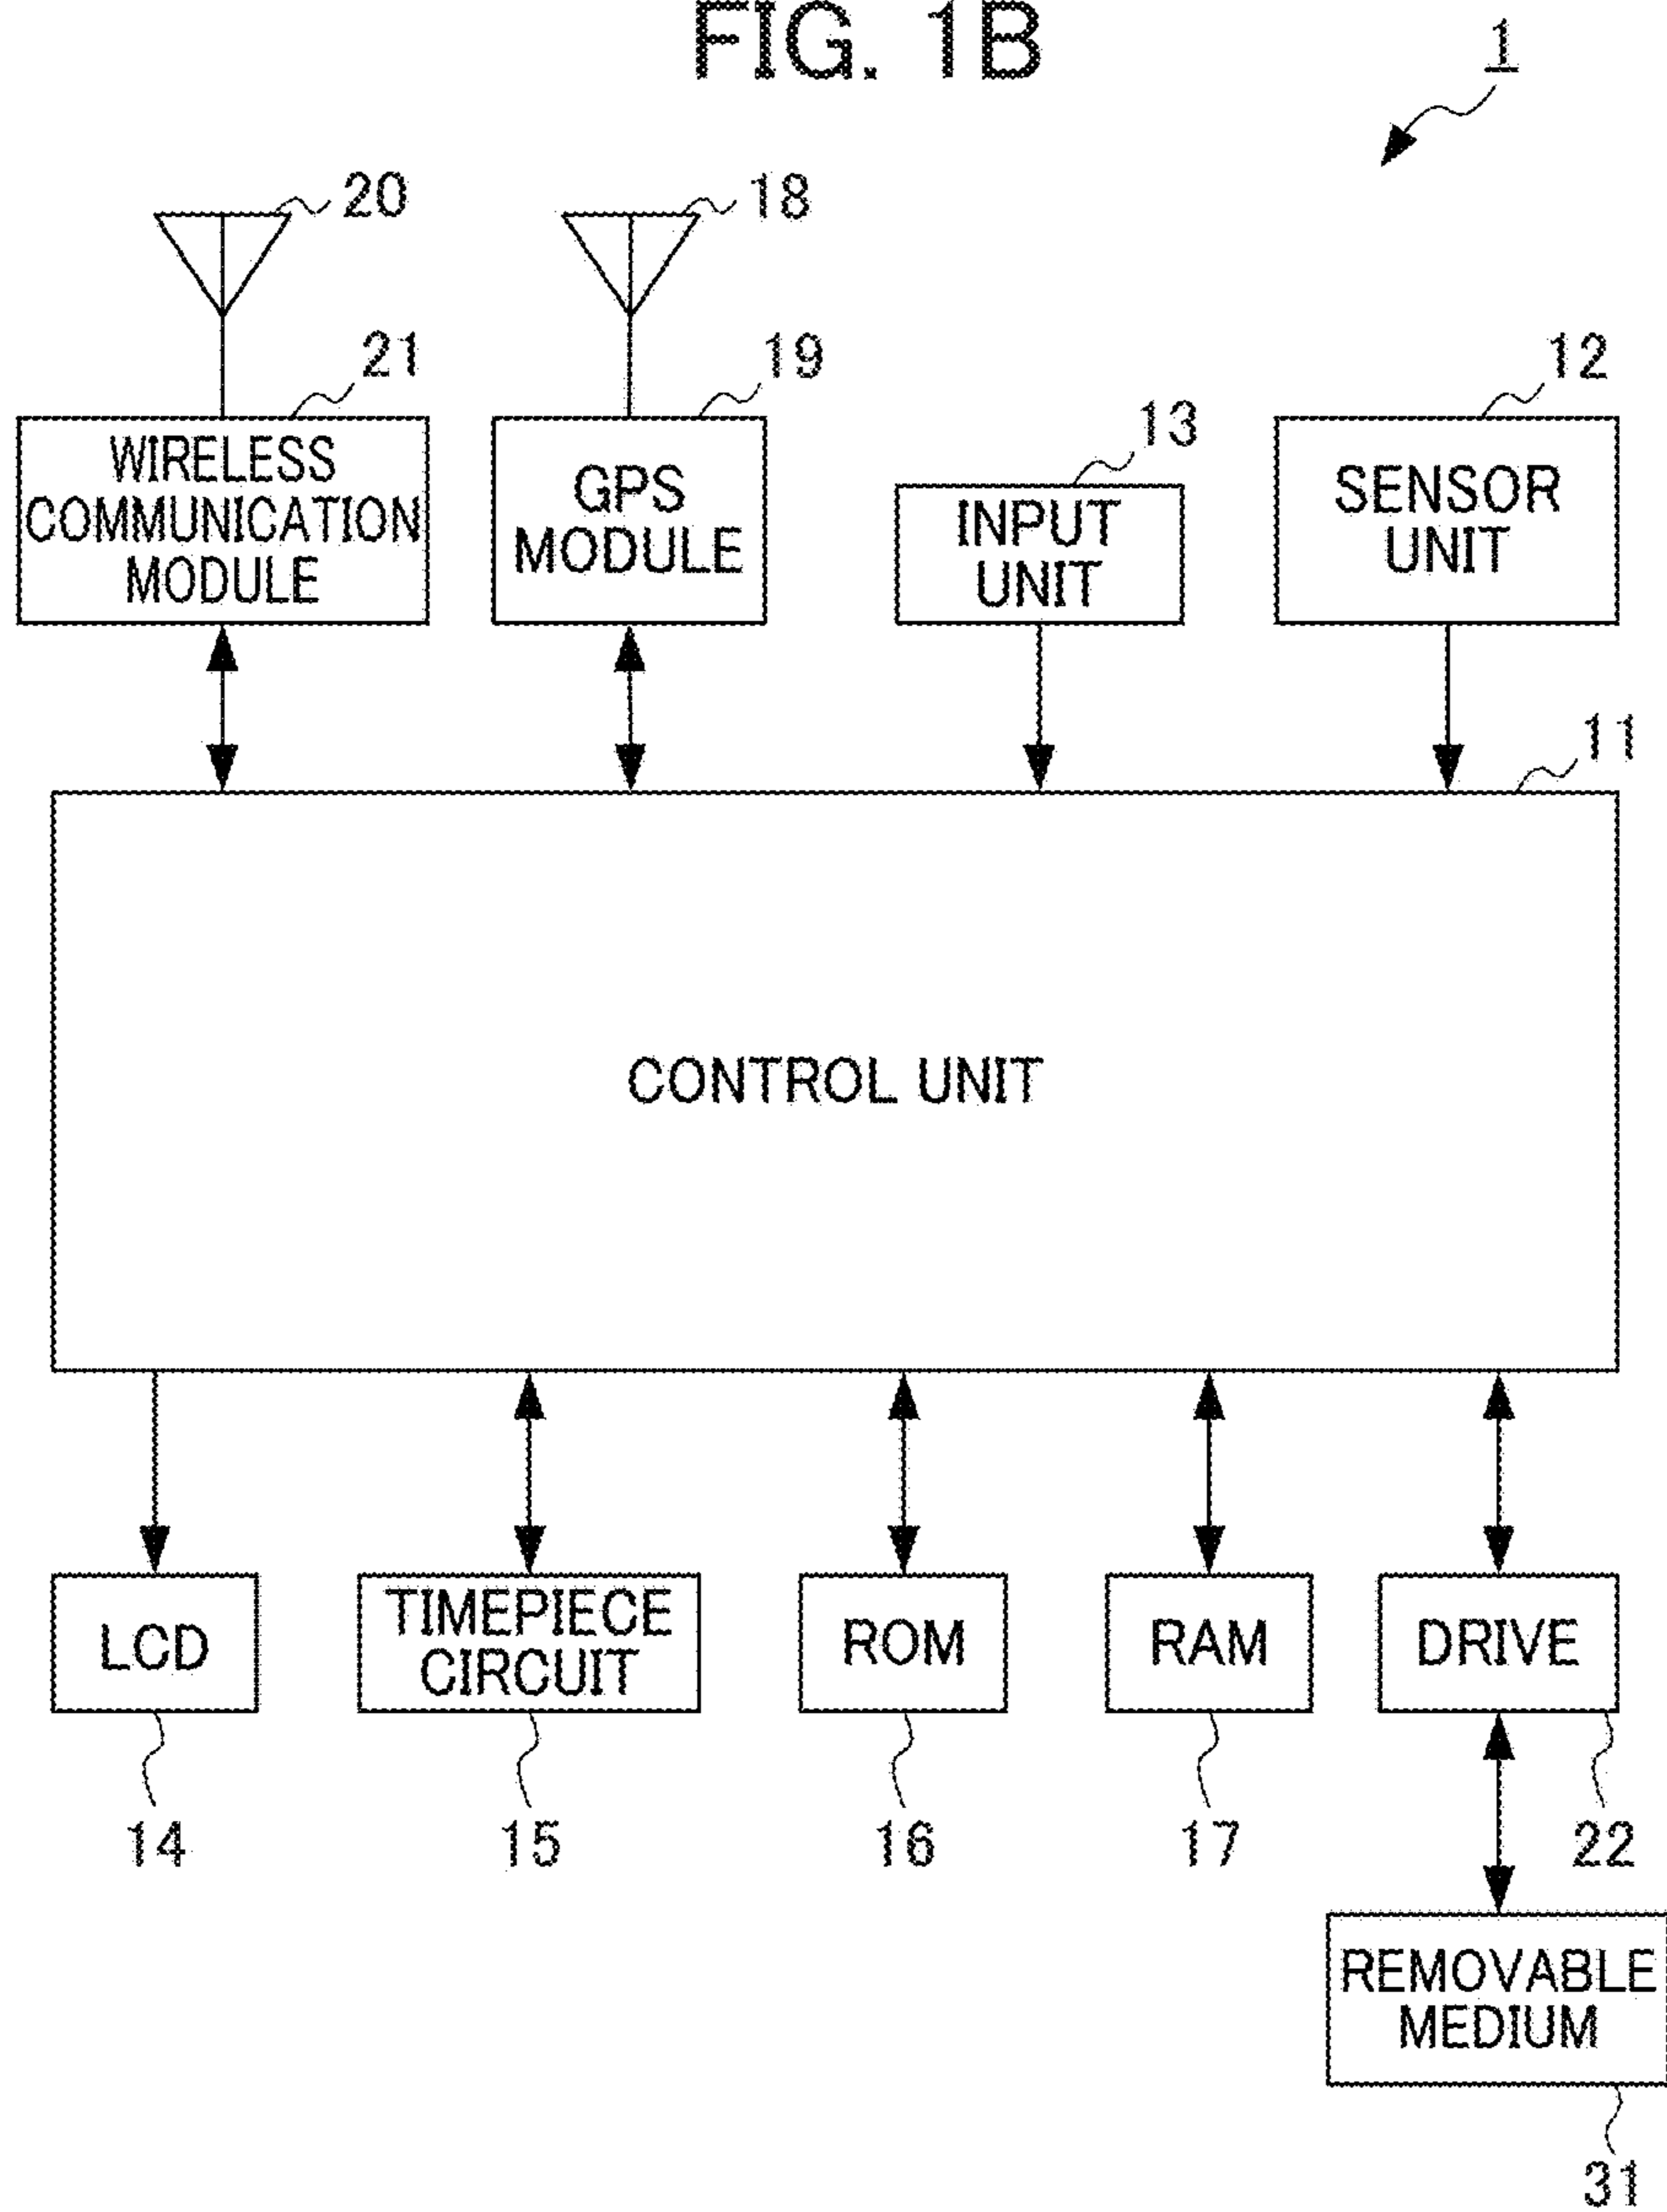 FIG. 1B
1
20
18
21
19
12
13
WIRELESS
COMMUNICATION
MODULE
GPS
MODULE
INPUT
UNIT
SENSOR
UNIT
11
CONTROL UNIT
LCD
TIMEPIECE
CIRCUIT
ROM
RAM
DRIVE
14
15
16
17
22
REMOVABLE
MEDIUM
31